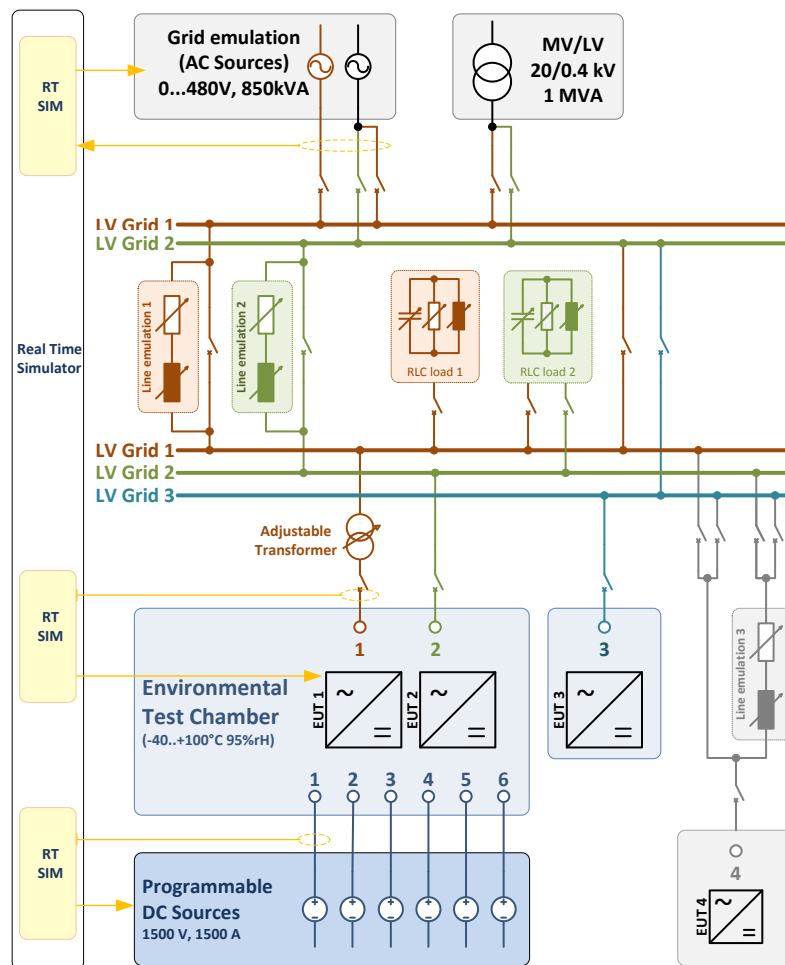 RT
SIM
Grid emulation
(AC Sources)
0...480V, 850kVA
MV/LV
20/0.4 kV
1 MVA
LV Grid 1
LV Grid 2
Line emulation 1
Line emulation 2
RLC load 1
RLC load 2
Real Time
Simulator
LV Grid 1
LV Grid 2
LV Grid 3
Adjustable
Transformer
RT
SIM
1
2
3
Environmental
Test Chamber
(-40..+100°C 95%rH)
EUT 1
EUT 2
EUT 3
Line emulation 3
1 2 3 4 5 6
RT
SIM
Programmable
DC Sources
1500 V, 1500 A
4
EUT 4